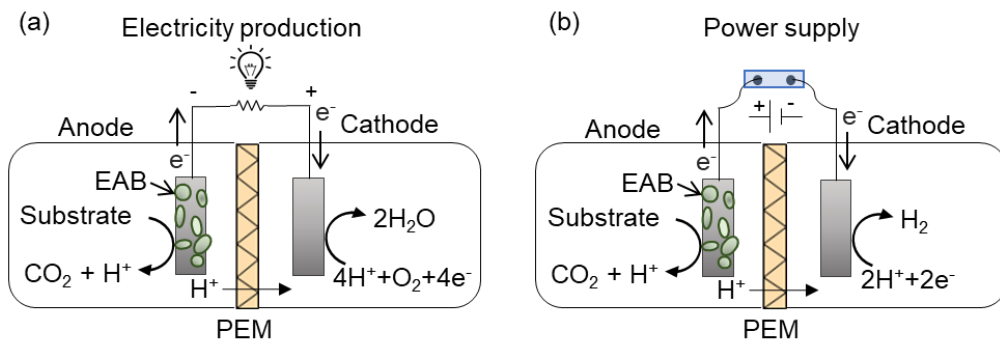 (a)
Electricity production
- +
e⁻
Anode
Cathode
e⁻
EAB
Substrate
2H₂O
CO₂ + H⁺
4H⁺+O₂+4e⁻
H⁺
PEM
(b)
Power supply
+ -
e⁻
Anode
Cathode
e⁻
EAB
Substrate
H₂
CO₂ + H⁺
2H⁺+2e⁻
H⁺
PEM